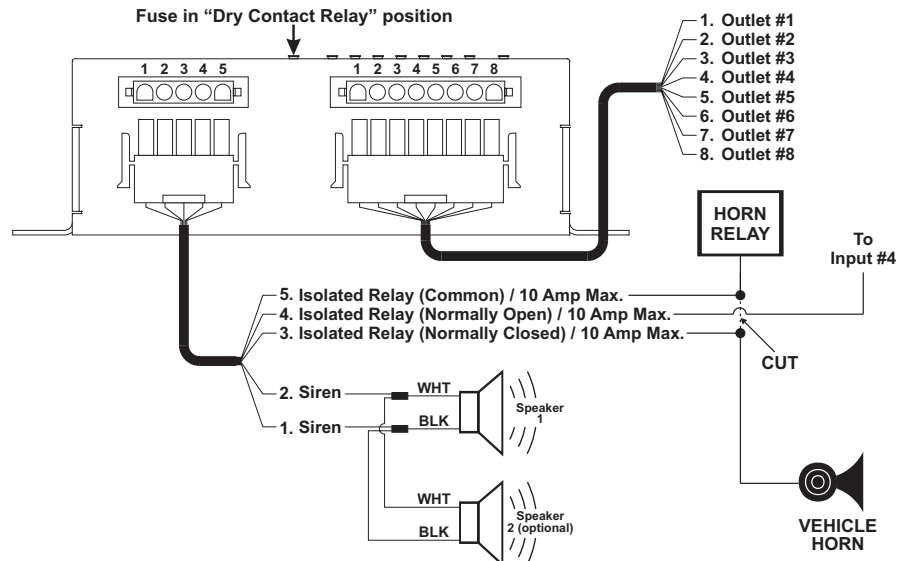 Fuse in “Dry Contact Relay” position
1 2 3 4 5
1 2 3 4 5 6 7 8
1. Outlet #1
2. Outlet #2
3. Outlet #3
4. Outlet #4
5. Outlet #5
6. Outlet #6
7. Outlet #7
8. Outlet #8
HORN
RELAY
To
Input #4
5. Isolated Relay (Common) / 10 Amp Max.
4. Isolated Relay (Normally Open) / 10 Amp Max.
3. Isolated Relay (Normally Closed) / 10 Amp Max.
CUT
2. Siren
1. Siren
WHT
BLK
Speaker
1
WHT
BLK
Speaker
2 (optional)
VEHICLE
HORN